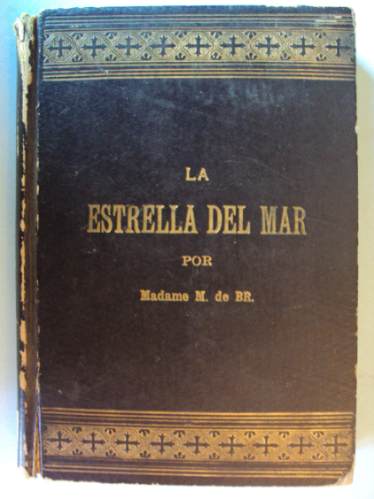 LA
ESTRELLA DEL MAR
POR
Madame M. de BR.